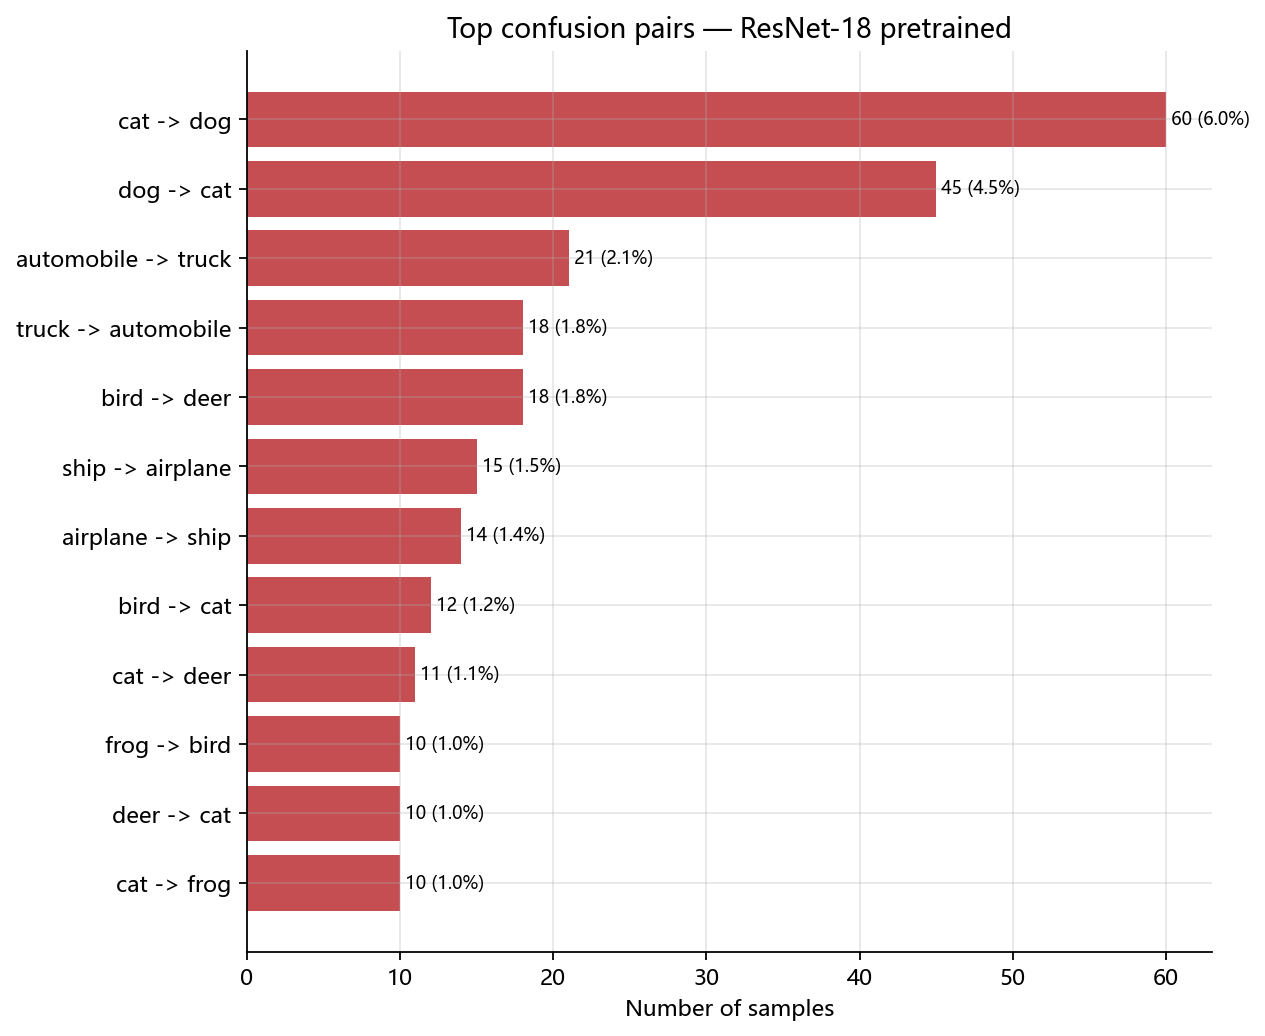 Top confusion pairs — ResNet-18 pretrained
cat -> dog
60 (6.0%)
dog -> cat
45 (4.5%)
automobile -> truck
21 (2.1%)
truck -> automobile
18 (1.8%)
bird -> deer
18 (1.8%)
ship -> airplane
15 (1.5%)
airplane -> ship
14 (1.4%)
bird -> cat
12 (1.2%)
cat -> deer
11 (1.1%)
frog -> bird
10 (1.0%)
deer -> cat
10 (1.0%)
cat -> frog
10 (1.0%)
0 10 20 30 40 50 60
Number of samples